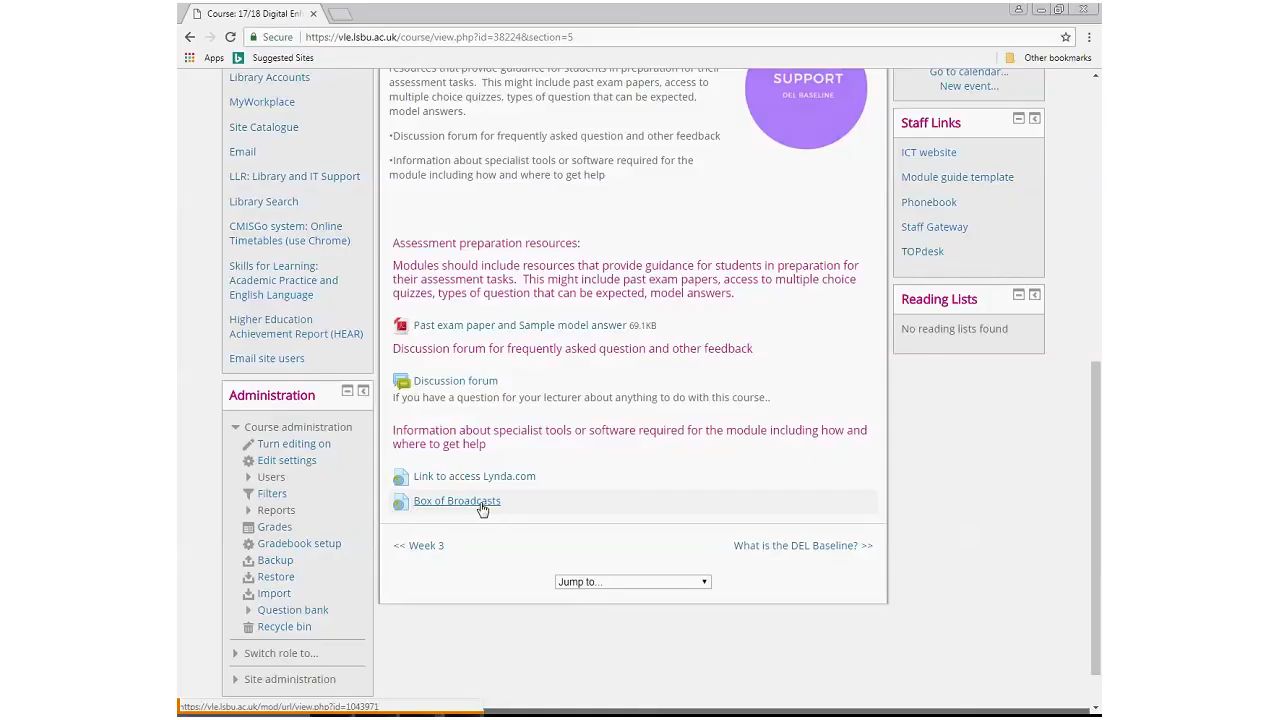 Course: 17/18 Digital Enh
Secure
https://vle.lsbu.ac.uk/course/view.php?id=38224&section=5
Apps
Suggested Sites
Other bookmarks
Library Accounts
MyWorkplace
Site Catalogue
Email
LLR: Library and IT Support
Library Search
CMISGo system: Online
Timetables (use Chrome)
Skills for Learning:
Academic Practice and
English Language
Higher Education
Achievement Report (HEAR)
Email site users
Administration
Course administration
Turn editing on
Edit settings
Users
Filters
Reports
Grades
Gradebook setup
Backup
Restore
Import
Question bank
Recycle bin
Switch role to...
Site administration
resources that provide guidance for students in preparation for their
assessment tasks. This might include past exam papers, access to
multiple choice quizzes, types of question that can be expected,
model answers.
•Discussion forum for frequently asked question and other feedback
•Information about specialist tools or software required for the
module including how and where to get help
SUPPORT
DEL BASELINE
Assessment preparation resources:
Modules should include resources that provide guidance for students in preparation for
their assessment tasks. This might include past exam papers, access to multiple choice
quizzes, types of question that can be expected, model answers.
Past exam paper and Sample model answer 69.1KB
Discussion forum for frequently asked question and other feedback
Discussion forum
If you have a question for your lecturer about anything to do with this course..
Information about specialist tools or software required for the module including how and
where to get help
Link to access Lynda.com
Box of Broadcasts
<< Week 3
What is the DEL Baseline? >>
Jump to...
Go to calendar...
New event...
Staff Links
ICT website
Module guide template
Phonebook
Staff Gateway
TOPdesk
Reading Lists
No reading lists found
https://vle.lsbu.ac.uk/mod/url/view.php?id=1043971